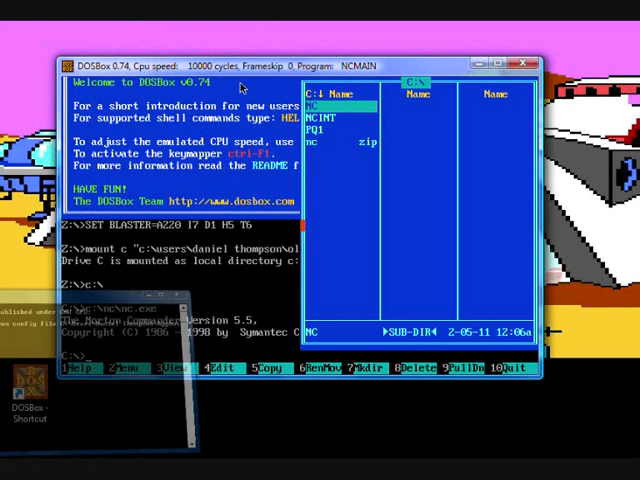 DOSBox 0.74, Cpu speed: 10000 cycles, Frameskip 0, Program: NCMAIN
Welcome to DOSBox v0.74
For a short introduction for new users
For supported shell commands type: HEL
To adjust the emulated CPU speed, use
To activate the keymapper ctrl-F1.
For more information read the README f
HAVE FUN!
The DOSBox Team http://www.dosbox.com
Z:\>SET BLASTER=A220 I7 D1 H5 T6
Z:\>mount c "c:\users\daniel thompson\ol
Drive C is mounted as local directory c:
Z:\>c:\
C:\>c:\nc\nc.exe
The Norton Commander Version 5.5,
Copyright (C) 1986 - 1998 by Symantec C
C:\>_
C:\
C:↓ Name Name Name
NC
NCINT
PQ1
nc zip
NC ►SUB-DIR◄ 2-05-11 12:06a
1Help 2Menu 3View 4Edit 5Copy 6RenMov 7Mkdir 8Delete 9PullDn 10Quit
DOSBox -
Shortcut